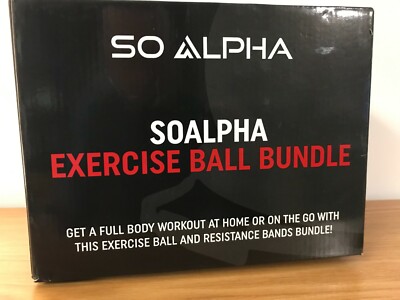 SO ALPHA
SOALPHA
EXERCISE BALL BUNDLE
GET A FULL BODY WORKOUT AT HOME OR ON THE GO WITH
THIS EXERCISE BALL AND RESISTANCE BANDS BUNDLE!